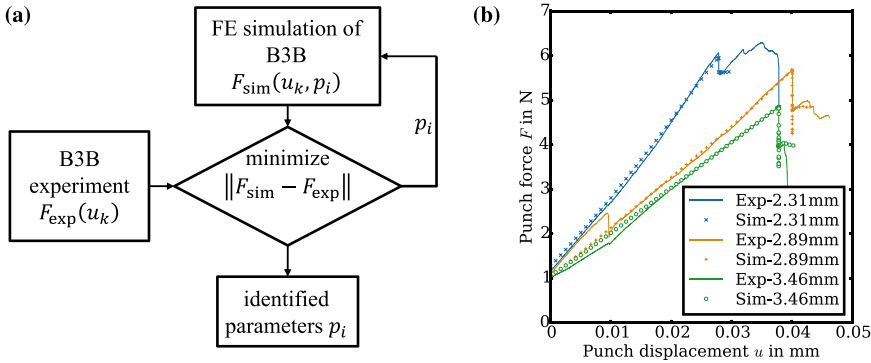 (a)
FE simulation of
B3B
F_sim(u_k, p_i)
p_i
B3B
experiment
F_exp(u_k)
minimize
‖F_sim − F_exp‖
identified
parameters p_i
(b)
Punch force F in N
7
6
5
4
3
2
1
0
Exp-2.31mm
Sim-2.31mm
Exp-2.89mm
Sim-2.89mm
Exp-3.46mm
Sim-3.46mm
0 0.01 0.02 0.03 0.04 0.05
Punch displacement u in mm